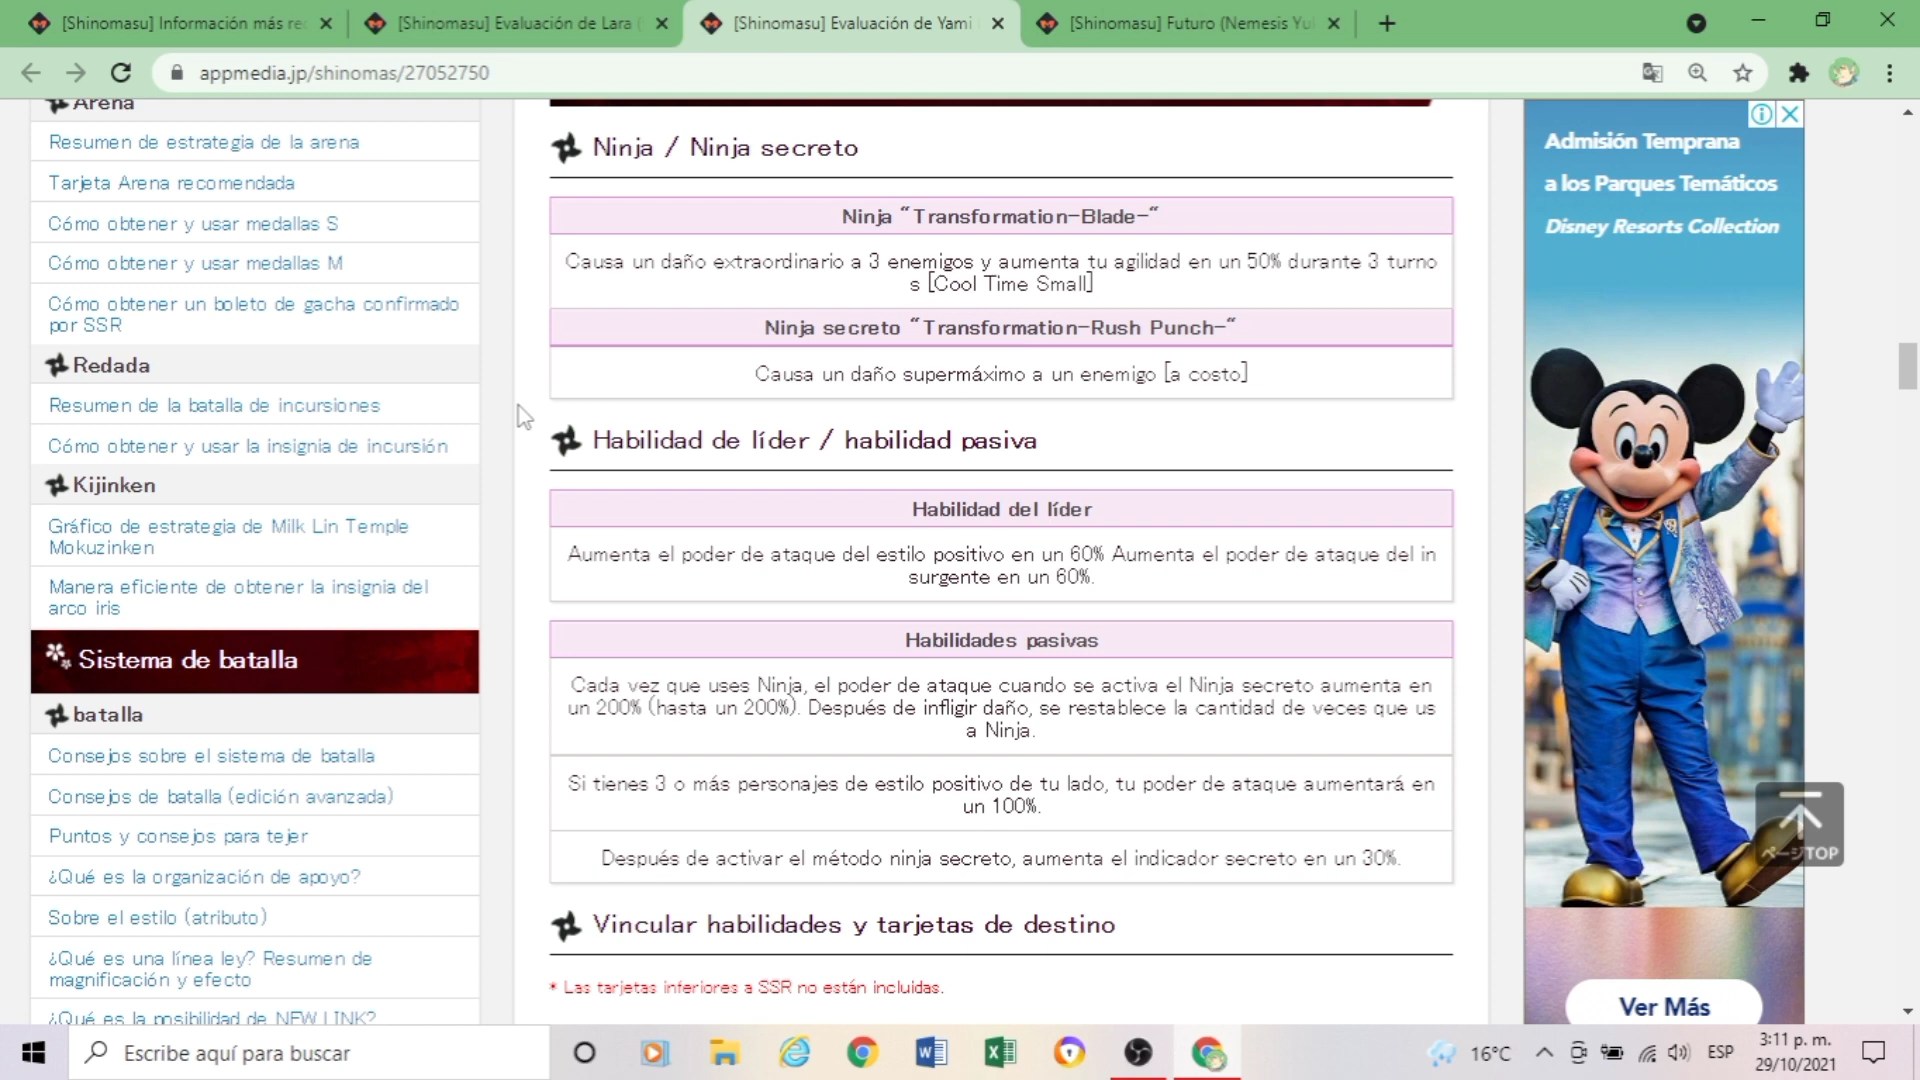 [Shinomasu] Información más re
[Shinomasu] Evaluación de Lara (
[Shinomasu] Evaluación de Yami (
[Shinomasu] Futuro (Nemesis Yu
appmedia.jp/shinomas/27052750
Arena
Resumen de estrategia de la arena
Tarjeta Arena recomendada
Cómo obtener y usar medallas S
Cómo obtener y usar medallas M
Cómo obtener un boleto de gacha confirmado
por SSR
Redada
Resumen de la batalla de incursiones
Cómo obtener y usar la insignia de incursión
Kijinken
Gráfico de estrategia de Milk Lin Temple
Mokuzinken
Manera eficiente de obtener la insignia del
arco iris
Sistema de batalla
batalla
Consejos sobre el sistema de batalla
Consejos de batalla (edición avanzada)
Puntos y consejos para tejer
¿Qué es la organización de apoyo?
Sobre el estilo (atributo)
¿Qué es una línea ley? Resumen de
magnificación y efecto
¿Qué es la posibilidad de NEW LINK?
Ninja / Ninja secreto
Ninja “Transformation-Blade-“
Causa un daño extraordinario a 3 enemigos y aumenta tu agilidad en un 50% durante 3 turno
s [Cool Time Small]
Ninja secreto “Transformation-Rush Punch-“
Causa un daño supermáximo a un enemigo [a costo]
Habilidad de líder / habilidad pasiva
Habilidad del líder
Aumenta el poder de ataque del estilo positivo en un 60% Aumenta el poder de ataque del in
surgente en un 60%.
Habilidades pasivas
Cada vez que uses Ninja, el poder de ataque cuando se activa el Ninja secreto aumenta en
un 200% (hasta un 200%). Después de infligir daño, se restablece la cantidad de veces que us
a Ninja.
Si tienes 3 o más personajes de estilo positivo de tu lado, tu poder de ataque aumentará en
un 100%.
Después de activar el método ninja secreto, aumenta el indicador secreto en un 30%.
Vincular habilidades y tarjetas de destino
* Las tarjetas inferiores a SSR no están incluidas.
Admisión Temprana
a los Parques Temáticos
Disney Resorts Collection
ページTOP
Ver Más
Escribe aquí para buscar
16°C
ESP
3:11 p. m.
29/10/2021